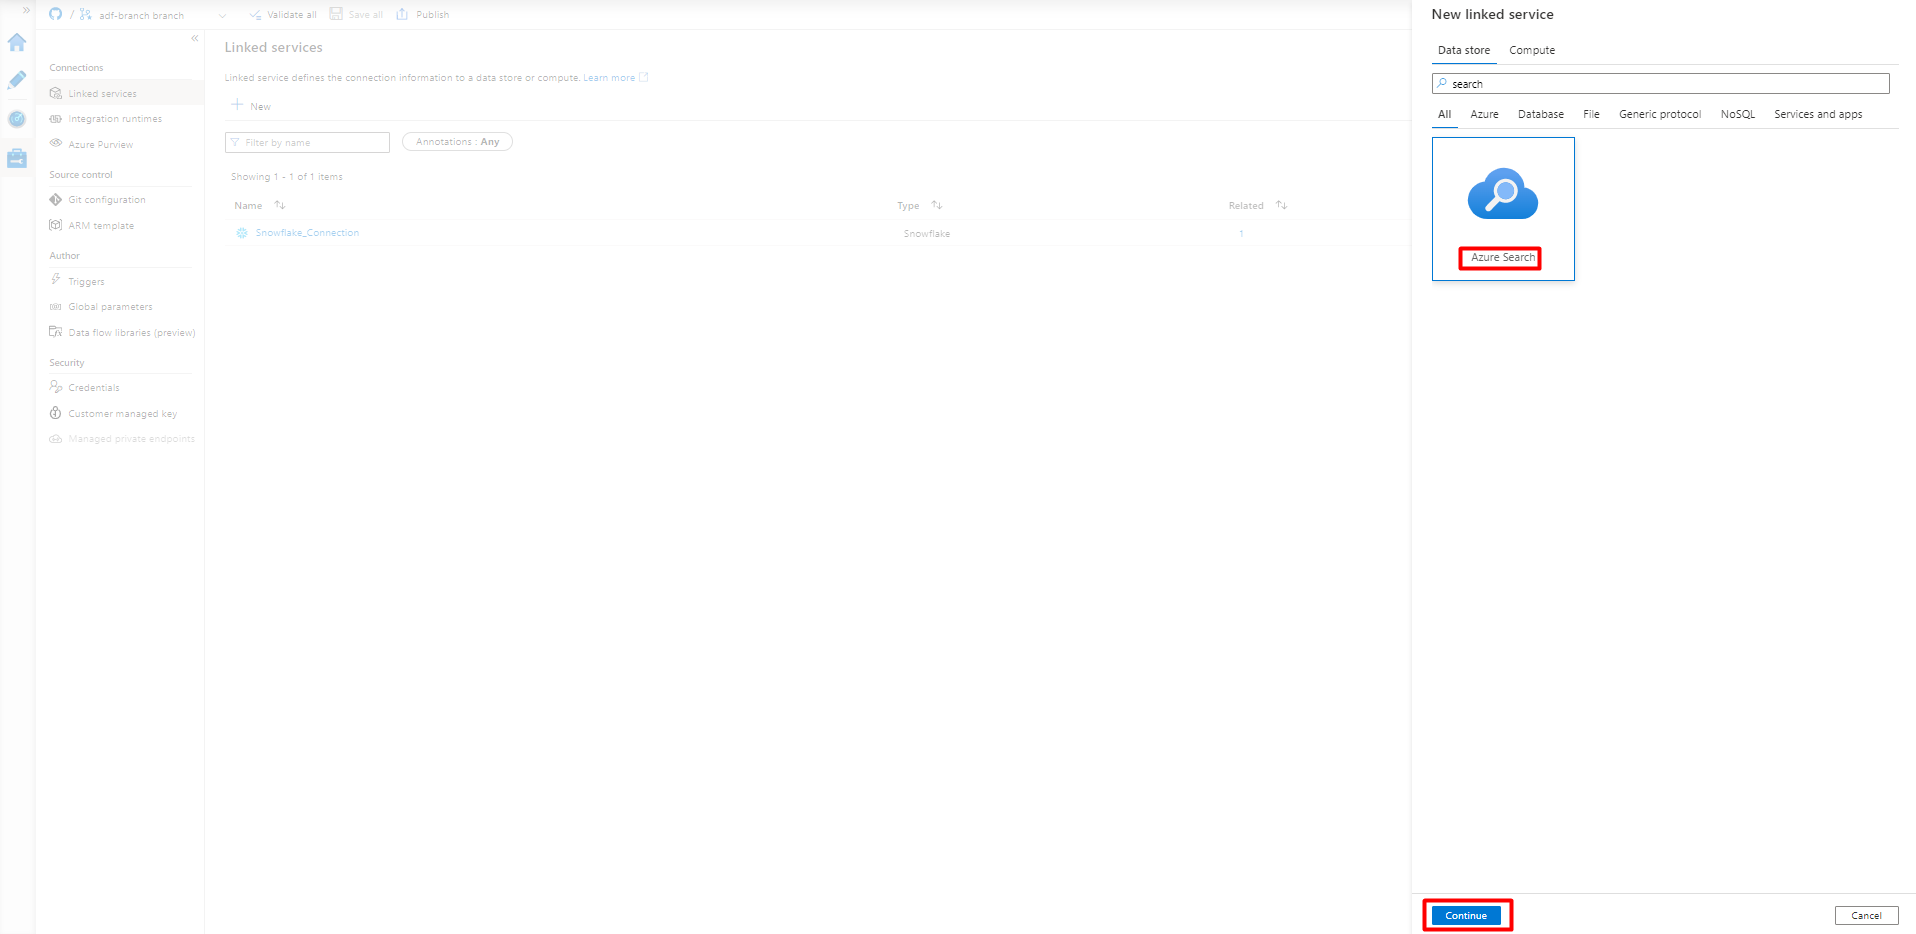 / adf-branch branch
Validate all
Save all
Publish
Connections
Linked services
Integration runtimes
Azure Purview
Source control
Git configuration
ARM template
Author
Triggers
Global parameters
Data flow libraries (preview)
Security
Credentials
Customer managed key
Managed private endpoints
Linked services
Linked service defines the connection information to a data store or compute. Learn more
New
Filter by name
Annotations : Any
Showing 1 - 1 of 1 items
Name Type Related
Snowflake_Connection Snowflake 1
New linked service
Data store Compute
search
All Azure Database File Generic protocol NoSQL Services and apps
Azure Search
Continue
Cancel